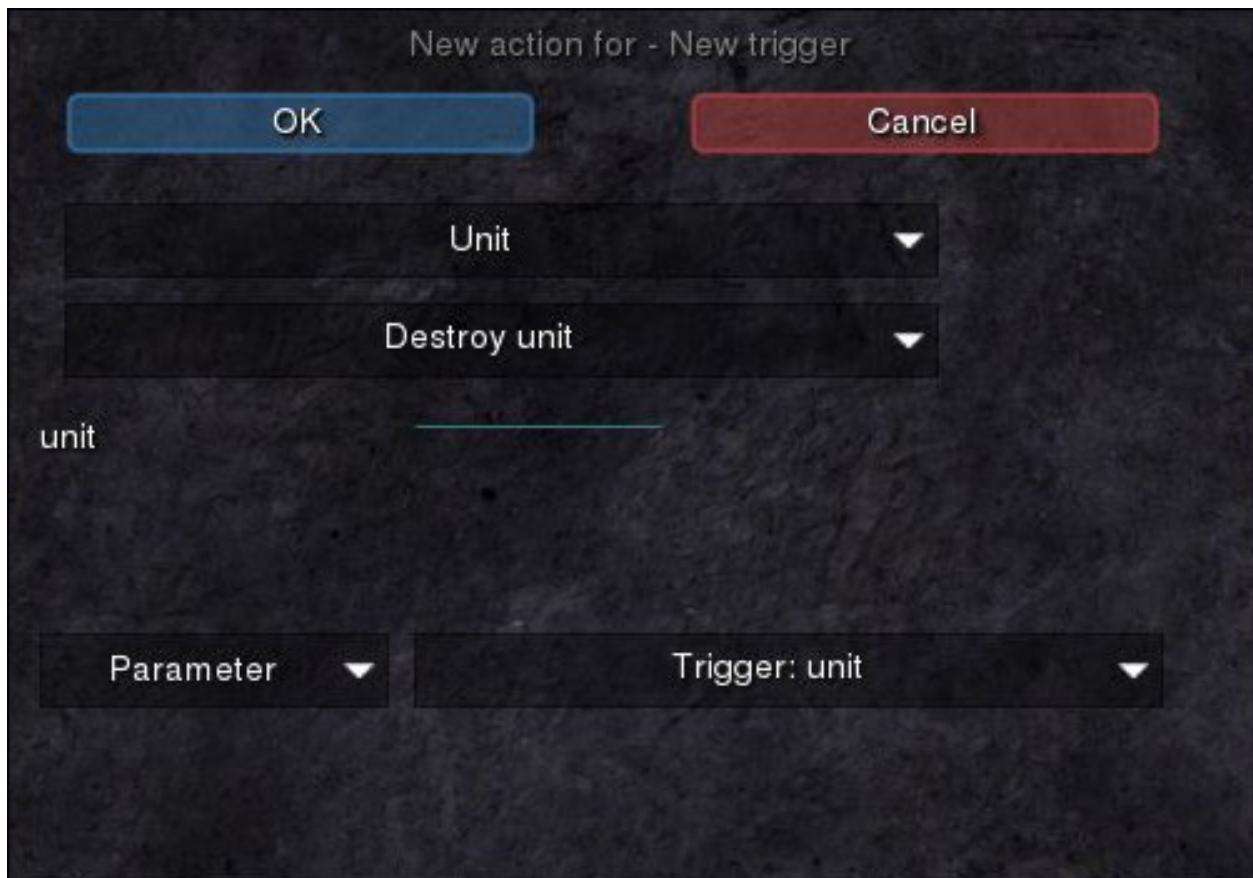 New action for - New trigger
OK
Cancel
Unit
Destroy unit
unit
Parameter
Trigger: unit